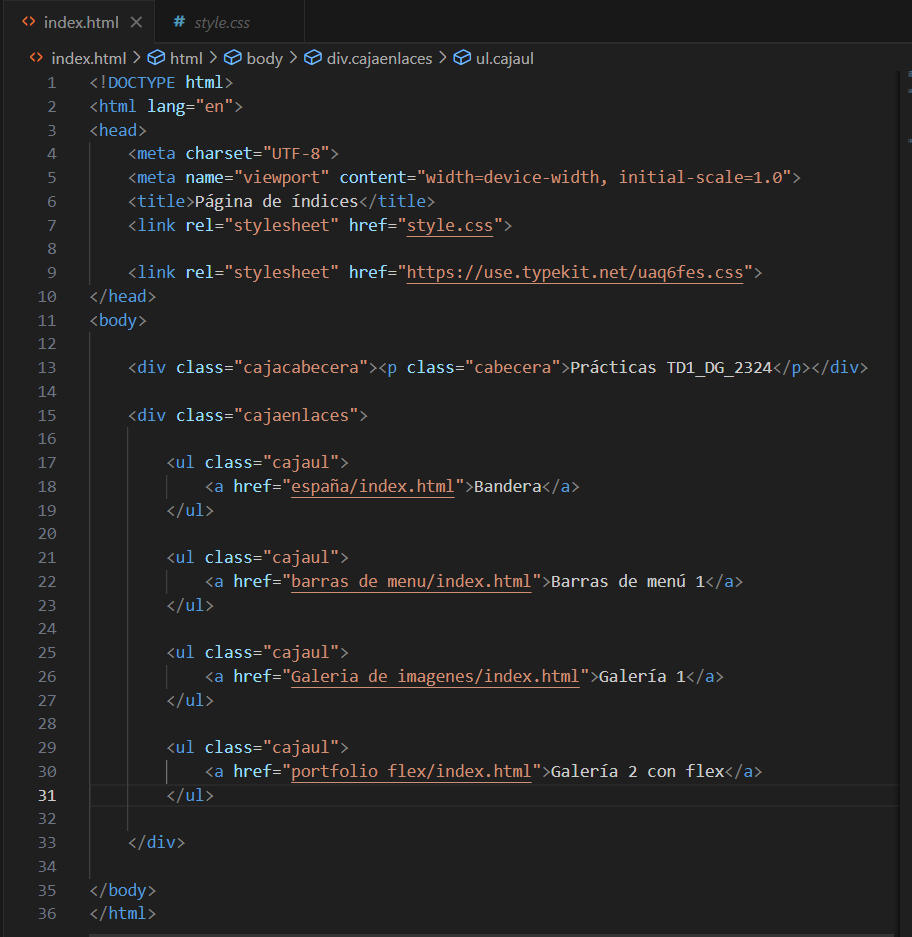 index.html style.css
index.html > html > body > div.cajaenlaces > ul.cajaul
1 <!DOCTYPE html>
2 <html lang="en">
3 <head>
4 <meta charset="UTF-8">
5 <meta name="viewport" content="width=device-width, initial-scale=1.0">
6 <title>Página de índices</title>
7 <link rel="stylesheet" href="style.css">
8
9 <link rel="stylesheet" href="https://use.typekit.net/uaq6fes.css">
10 </head>
11 <body>
12
13 <div class="cajacabecera"><p class="cabecera">Prácticas TD1_DG_2324</p></div>
14
15 <div class="cajaenlaces">
16
17 <ul class="cajaul">
18 <a href="españa/index.html">Bandera</a>
19 </ul>
20
21 <ul class="cajaul">
22 <a href="barras de menu/index.html">Barras de menú 1</a>
23 </ul>
24
25 <ul class="cajaul">
26 <a href="Galeria de imagenes/index.html">Galería 1</a>
27 </ul>
28
29 <ul class="cajaul">
30 <a href="portfolio flex/index.html">Galería 2 con flex</a>
31 </ul>
32
33 </div>
34
35 </body>
36 </html>